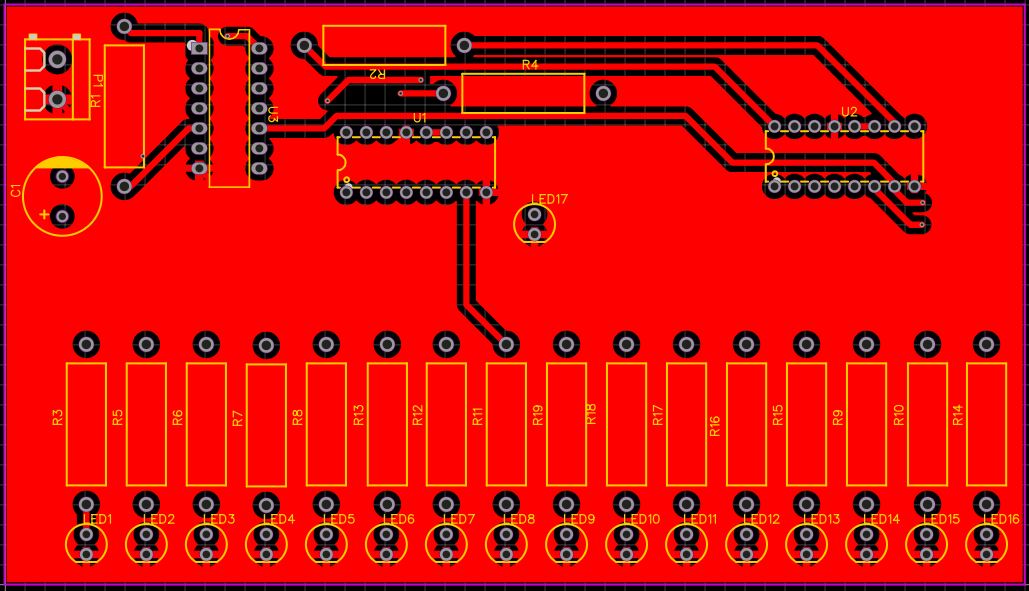 P1
R1
C1
+
U3
R2
R4
U1
U2
LED17
R3
R5
R6
R7
R8
R13
R12
R11
R19
R18
R17
R16
R15
R9
R10
R14
LED1
LED2
LED3
LED4
LED5
LED6
LED7
LED8
LED9
LED10
LED11
LED12
LED13
LED14
LED15
LED16